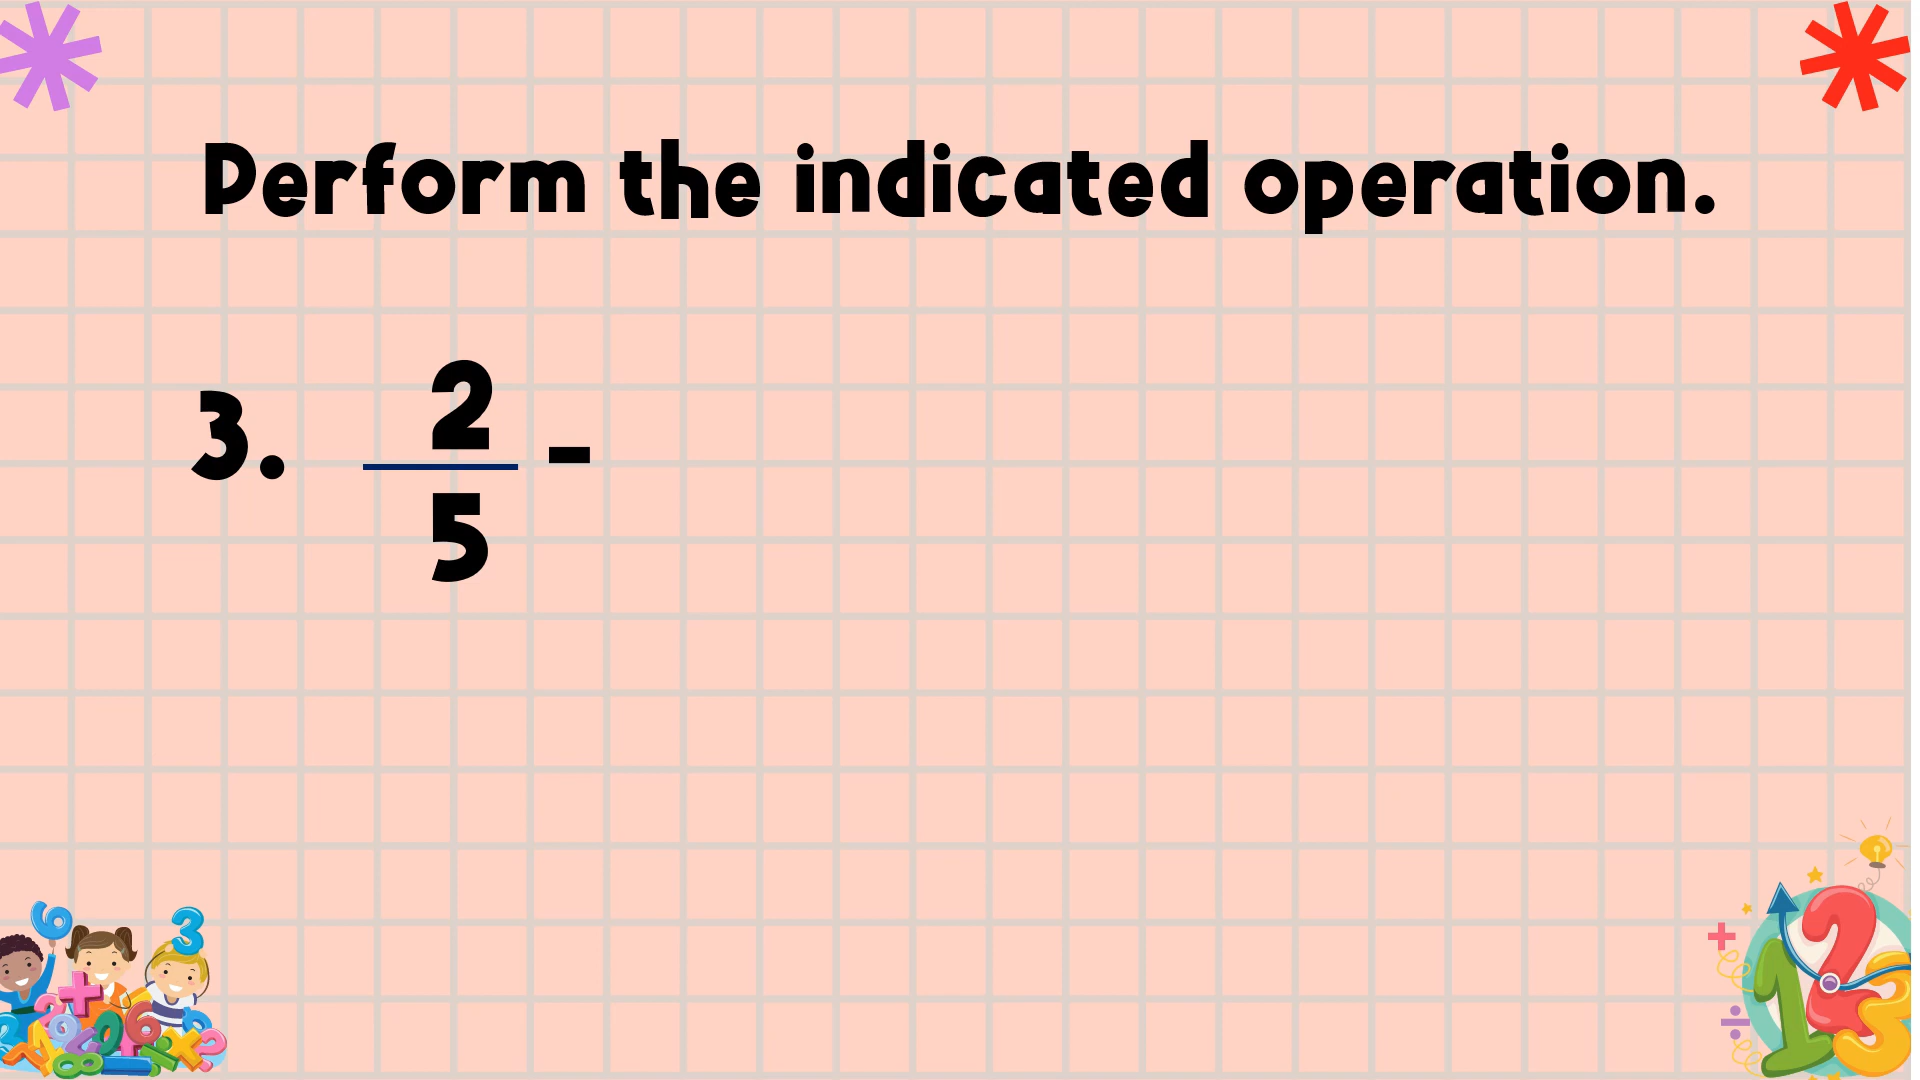 Perform the indicated operation.
3. 2/5 -